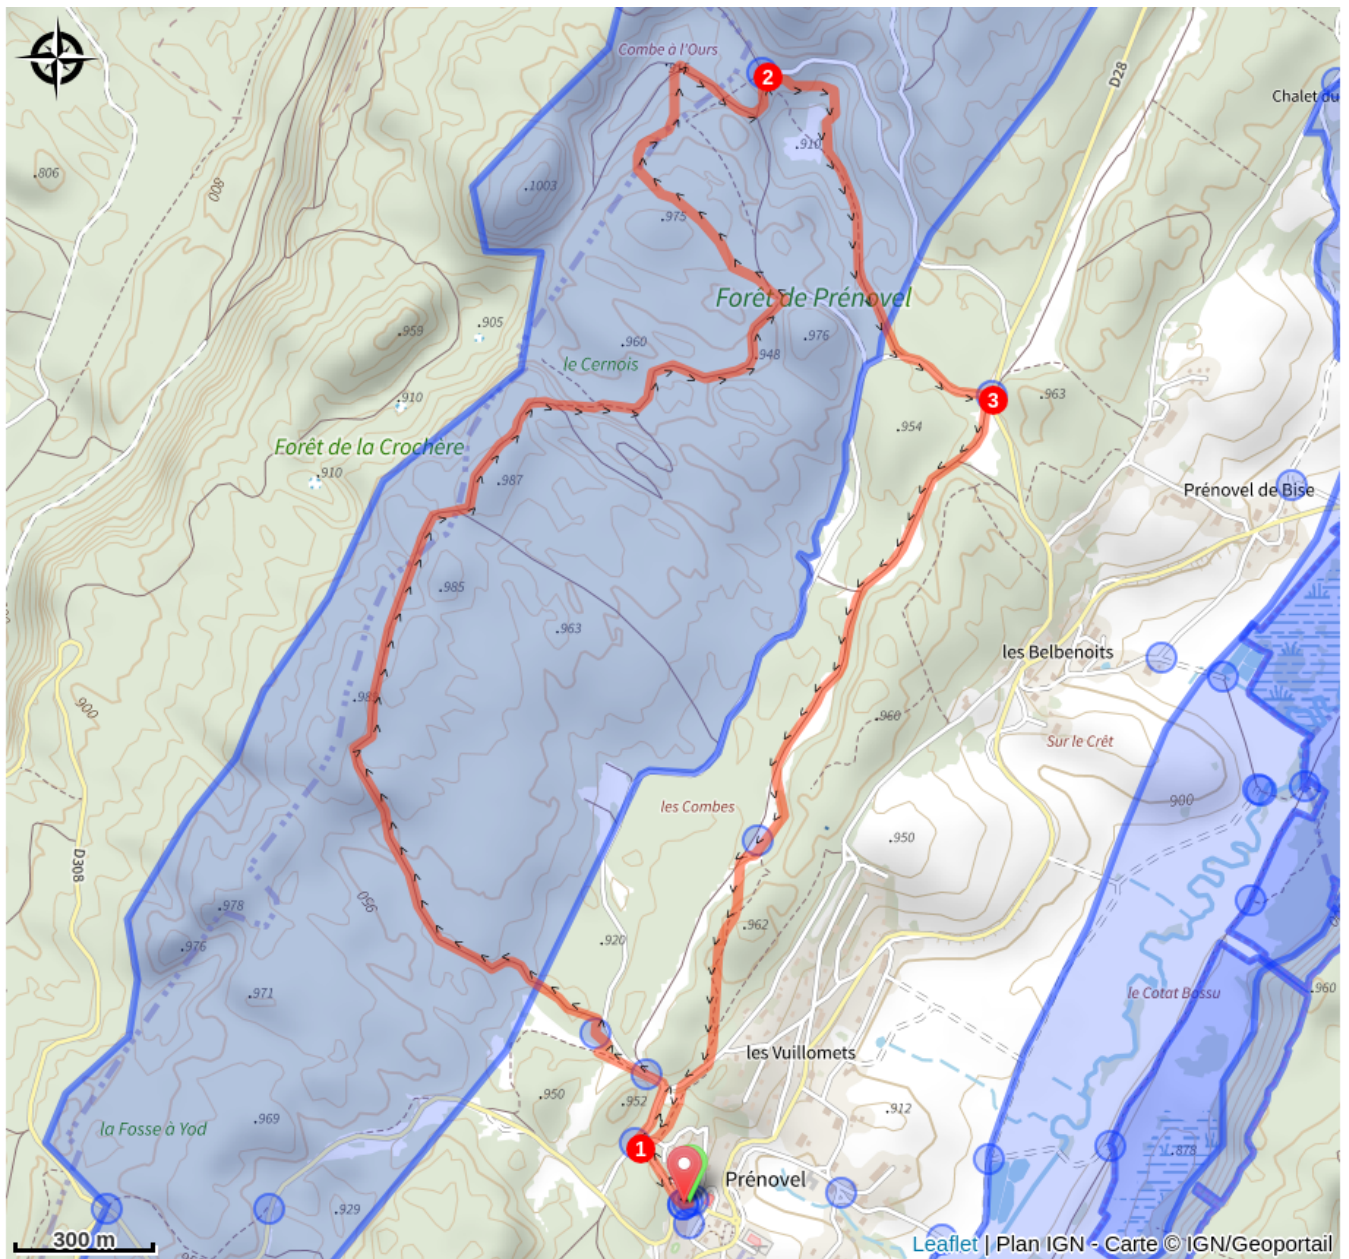 Combe à l'Ours
2
D28
Chalet du
.910
.806
800
.1003
.975
Forêt de Prénovel
.905
.959
.960
.976
.948
le Cernois
3
.963
.910
.954
Forêt de la Crochère
.910
.987
Prénovel de Bise
.985
.963
les Belbenoits
900
.960
Sur le Crêt
les Combes
900
.950
D308
950
.978
.962
.920
.976
.971
le Cotat Bossu
.960
les Vuillomets
.950
.952
.912
.969
la Fosse à Yod
1
.878
Prénovel
.929
300 m
Leaflet | Plan IGN - Carte © IGN/Geoportail